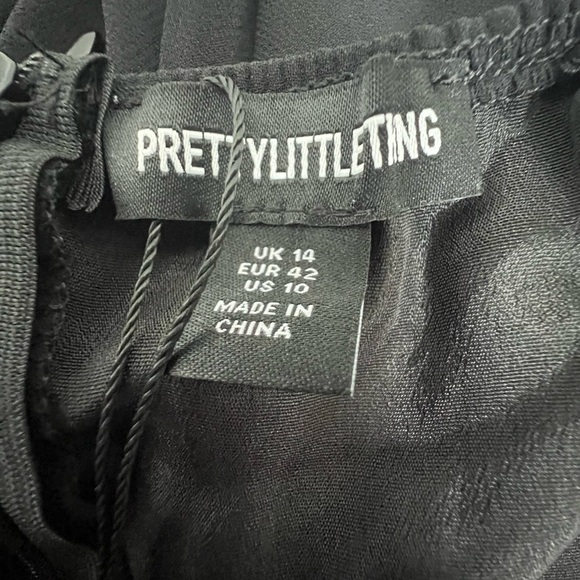 PRETTYLITTLETING
UK 14
EUR 42
US 10
MADE IN
CHINA